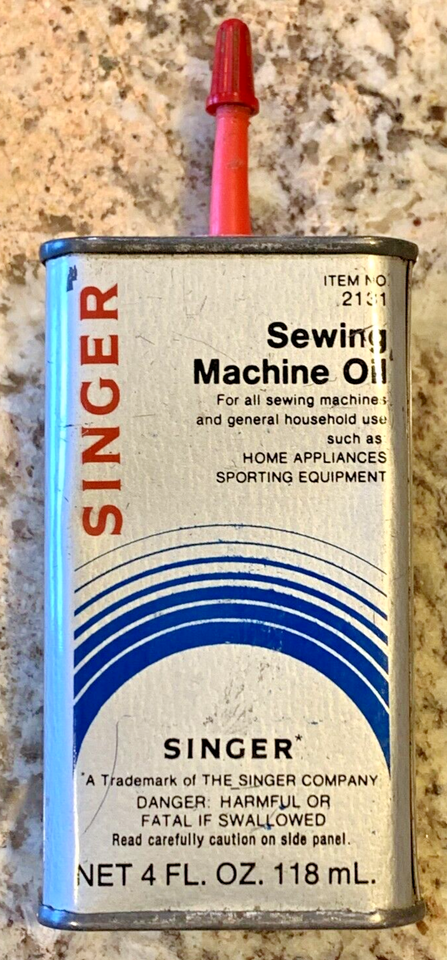 SINGER
ITEM NO.
2131
Sewing
Machine Oil
For all sewing machines
and general household use
such as
HOME APPLIANCES
SPORTING EQUIPMENT
SINGER*
*A Trademark of THE SINGER COMPANY
DANGER: HARMFUL OR
FATAL IF SWALLOWED
Read carefully caution on side panel.
NET 4 FL. OZ. 118 mL.